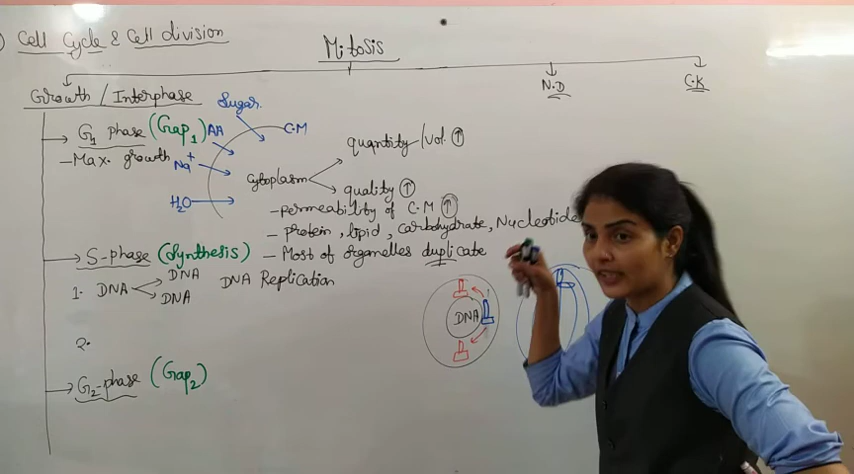 Cell Cycle & Cell division
Mitosis
Growth / Interphase
N.D
C.K
Sugar.
G1 phase (Gap1)
AA
C.M
- Max. growth
Na+
H2O
Cytoplasm
quantity / Vol. ↑
quality ↑
- permeability of C.M ↑
- protein, lipid, carbohydrate, Nucleotide
- Most of organelles duplicate
S-phase (Synthesis)
1. DNA
DNA
DNA
DNA Replication
DNA
2.
G2-phase (Gap2)